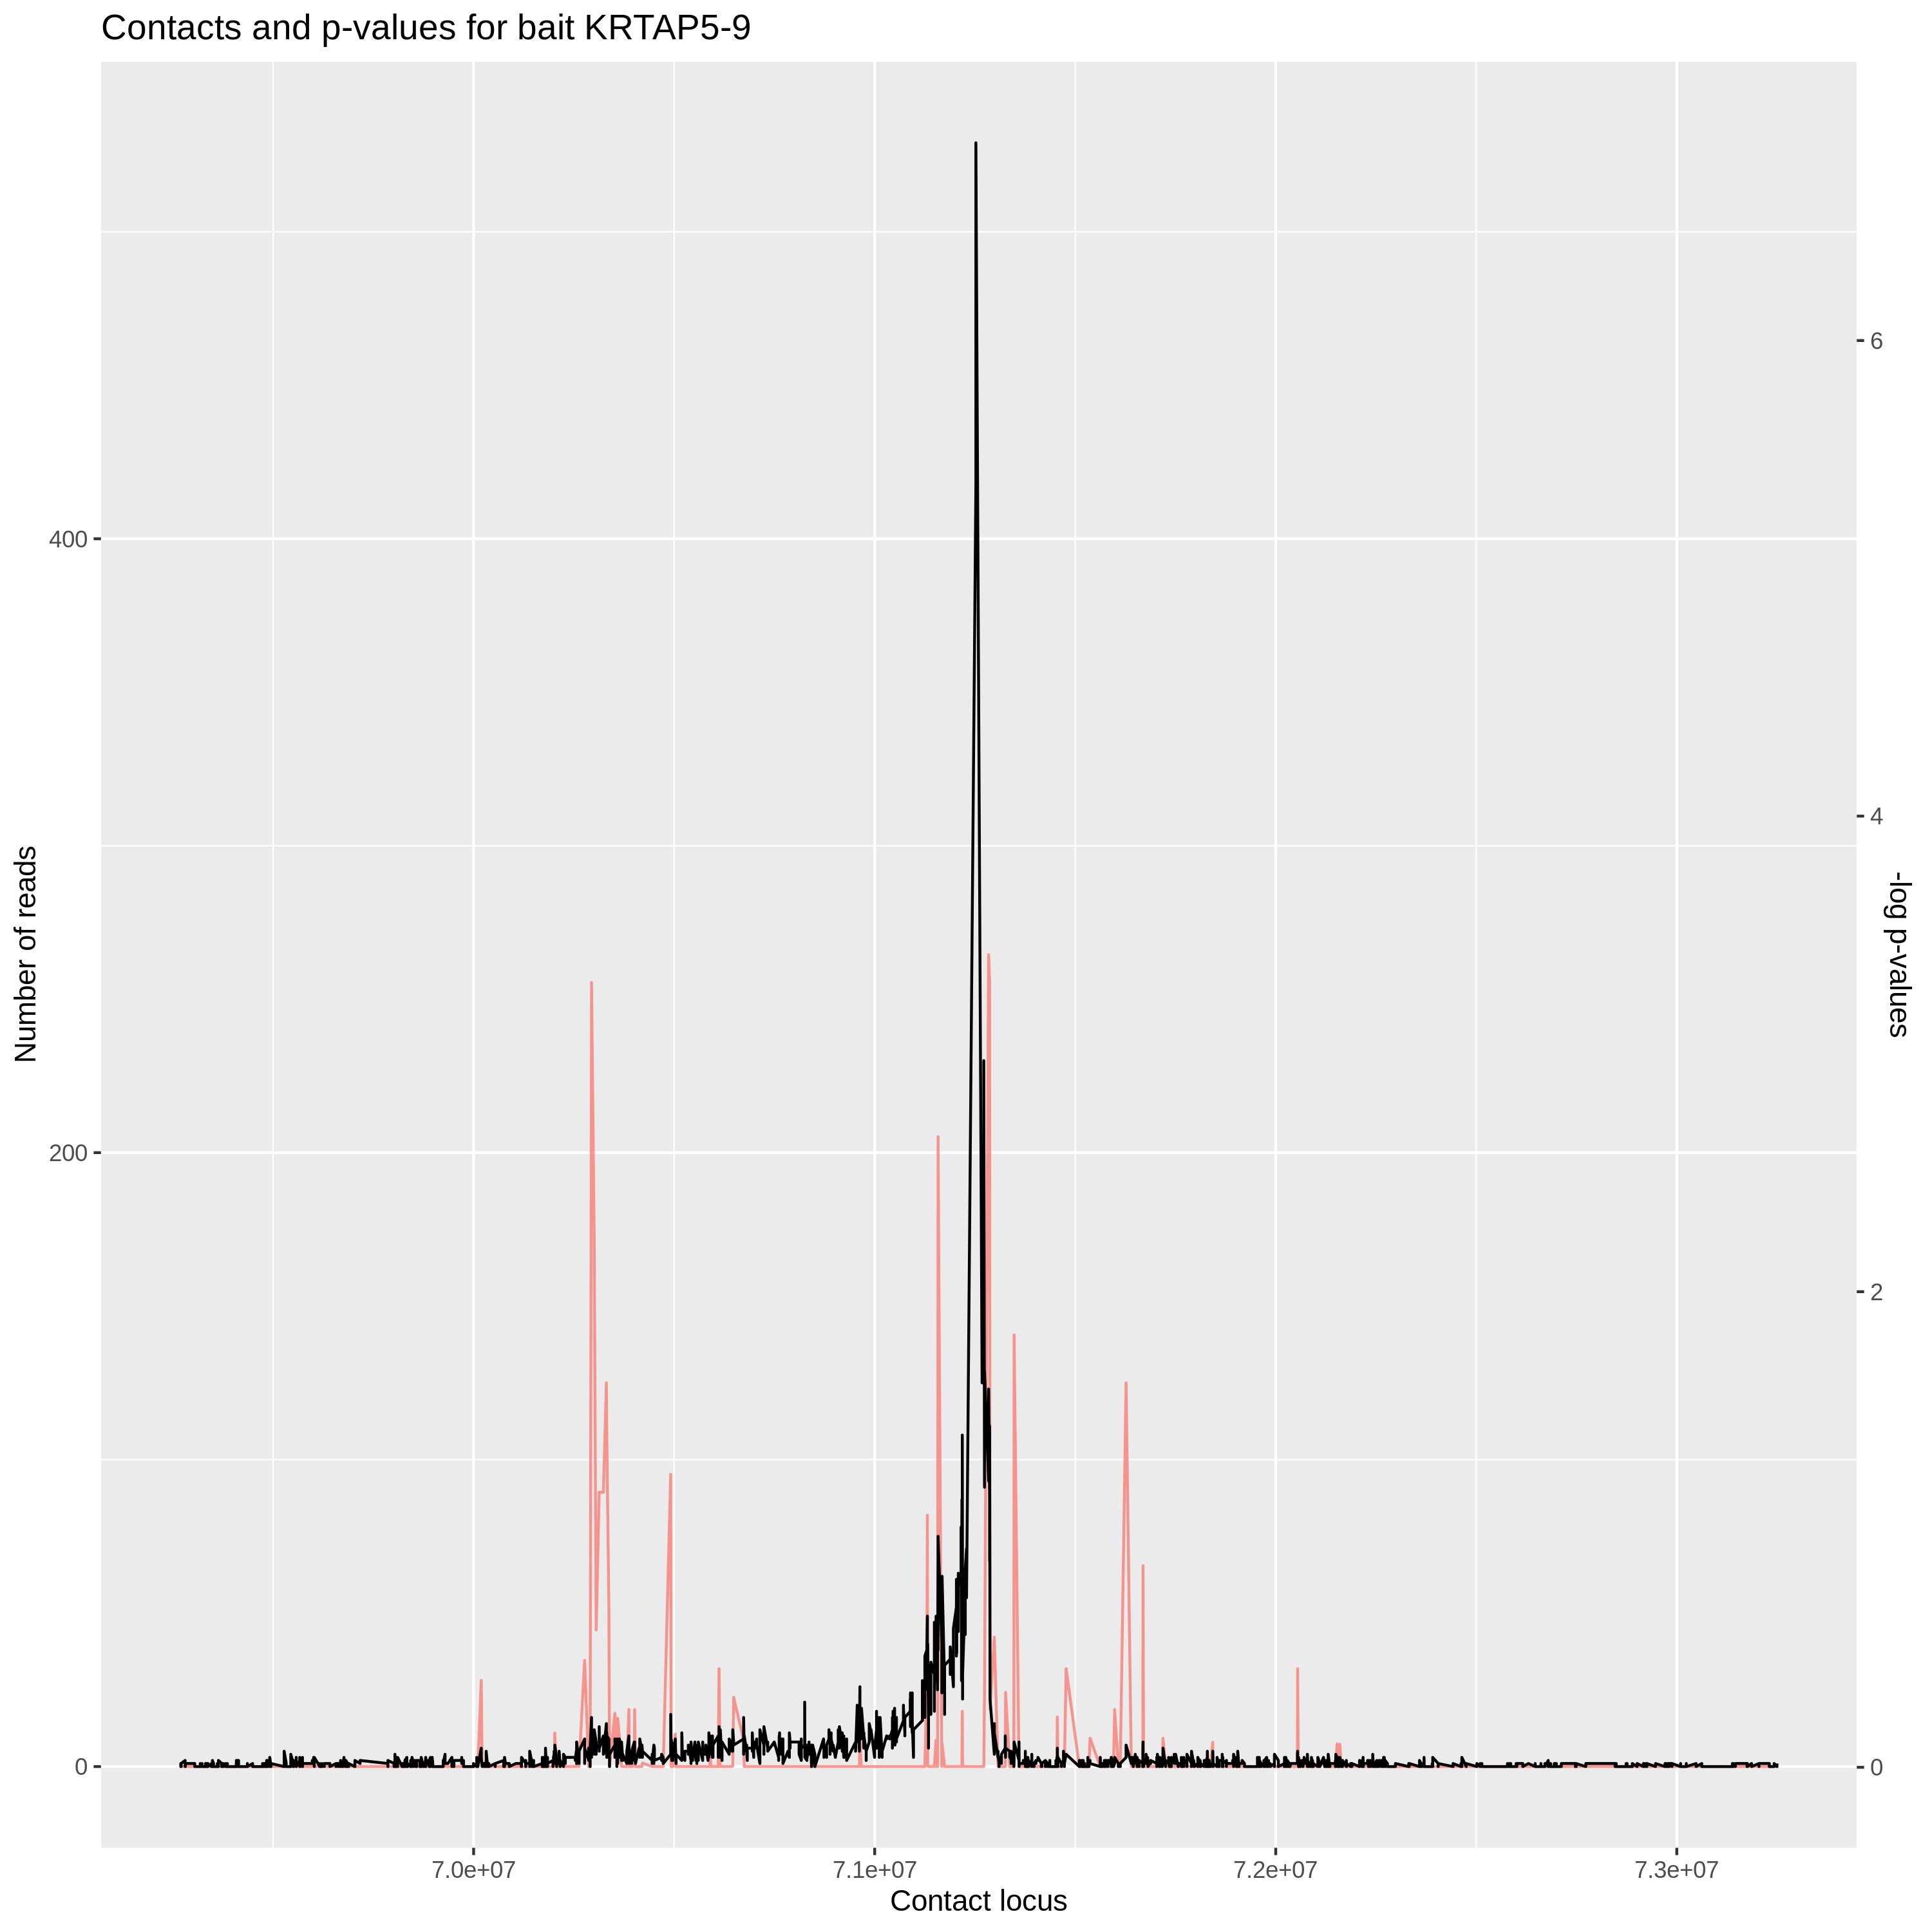 Contacts and p-values for bait KRTAP5-9
Number of reads
400
200
0
6
4
2
0
-log p-values
7.0e+07
7.1e+07
7.2e+07
7.3e+07
Contact locus